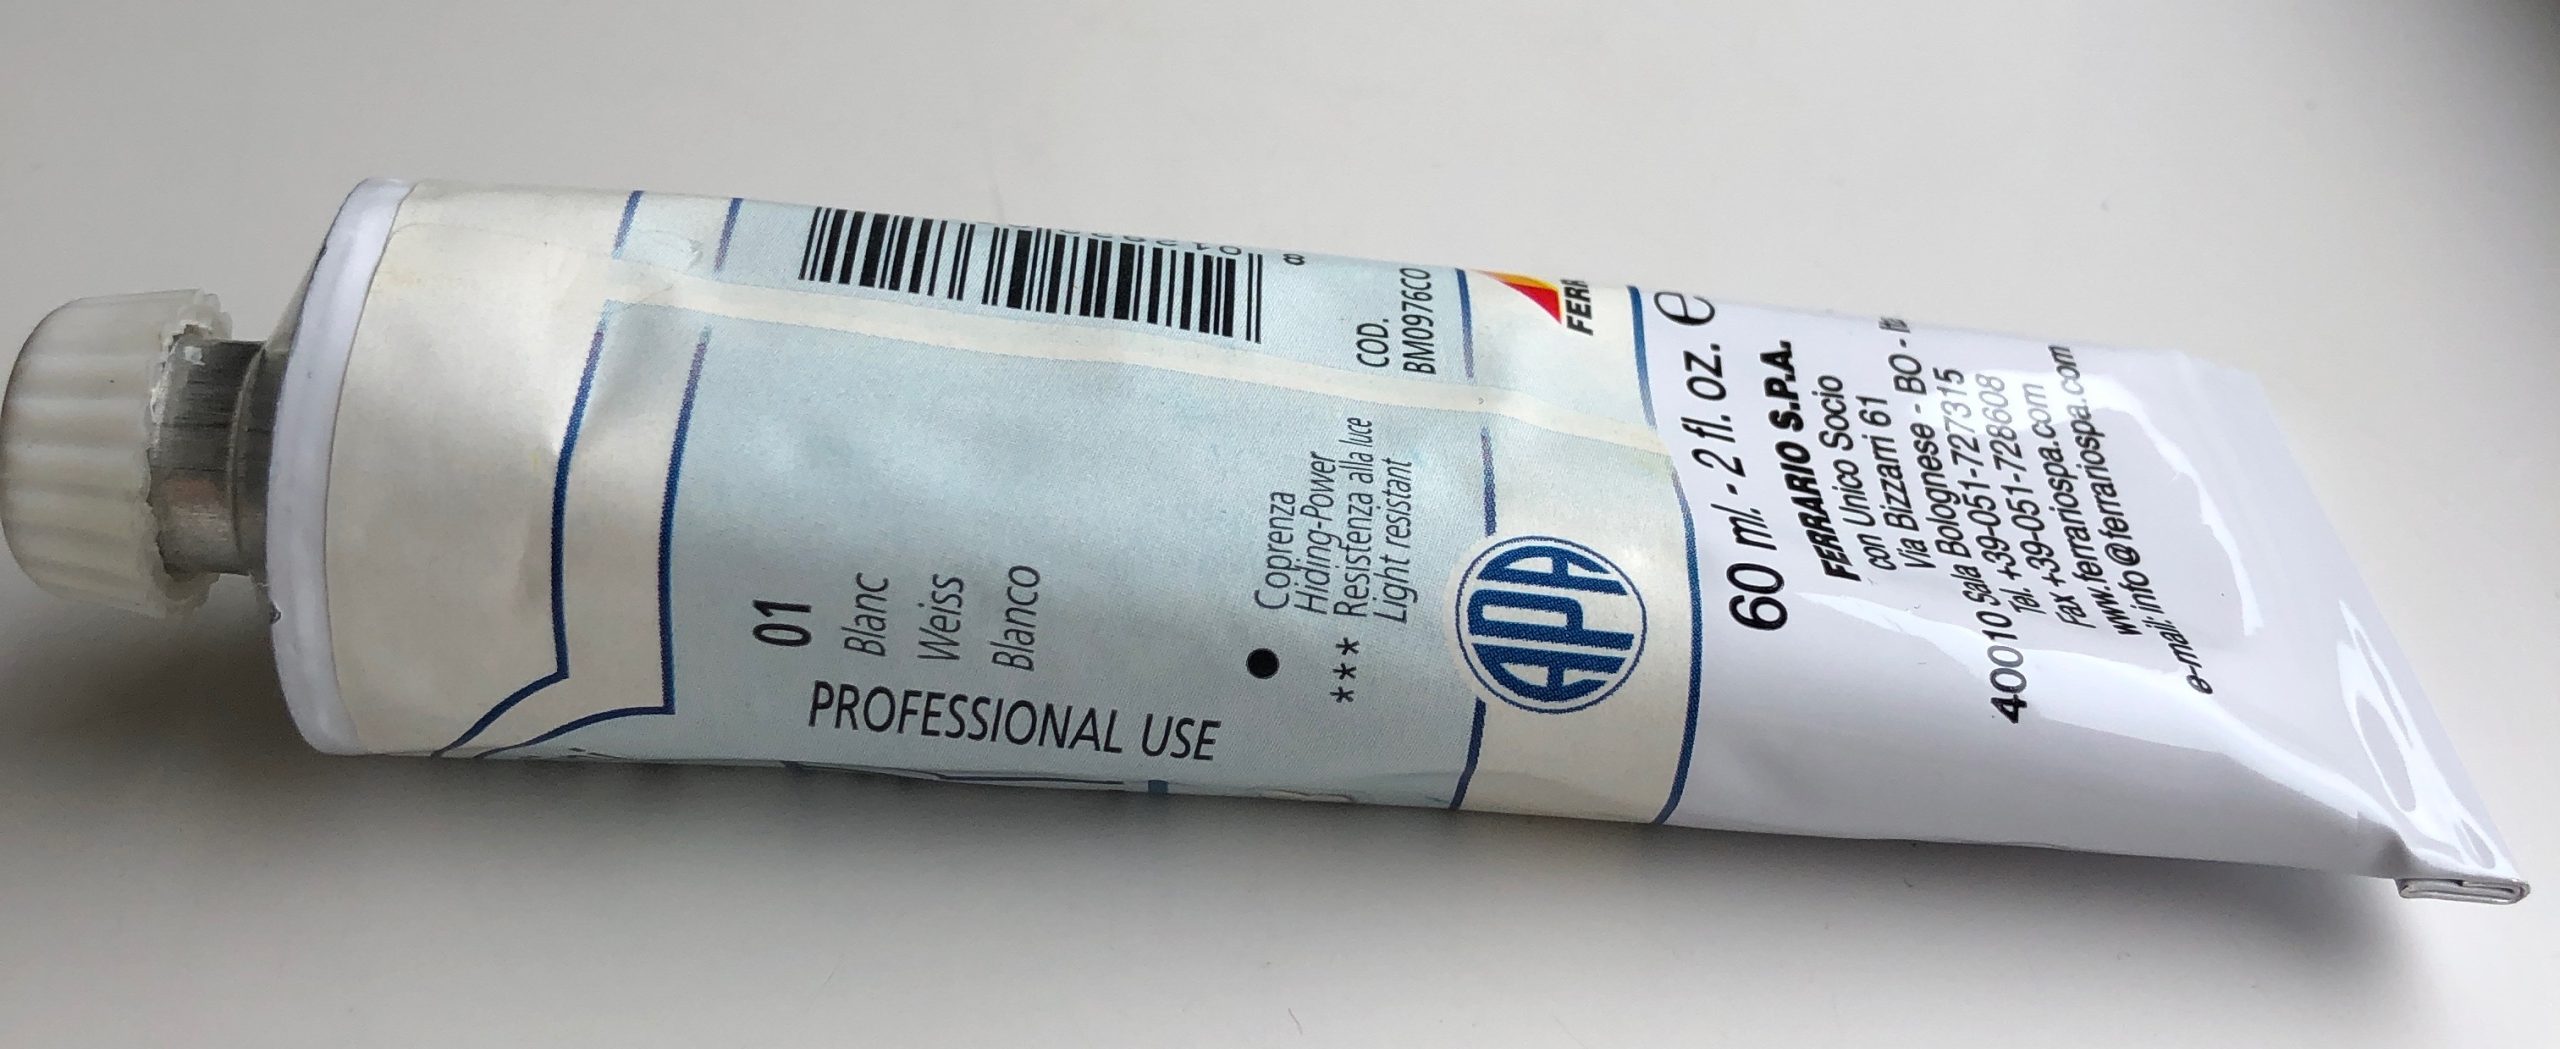 01
Blanc
Weiss
Blanco
PROFESSIONAL USE
● Coprenza
Hiding-Power
*** Resistenza alla luce
Light resistant
8
COD.
BM0976CO
APA
60 ml. - 2 fl. oz. e
FERRARIO S.P.A.
con Unico Socio
Via Bizzarri 61
40010 Sala Bolognese - BO -
Tel. +39-051-727315
Fax +39-051-728608
www.ferrariospa.com
e-mail: info@ferrariospa.com